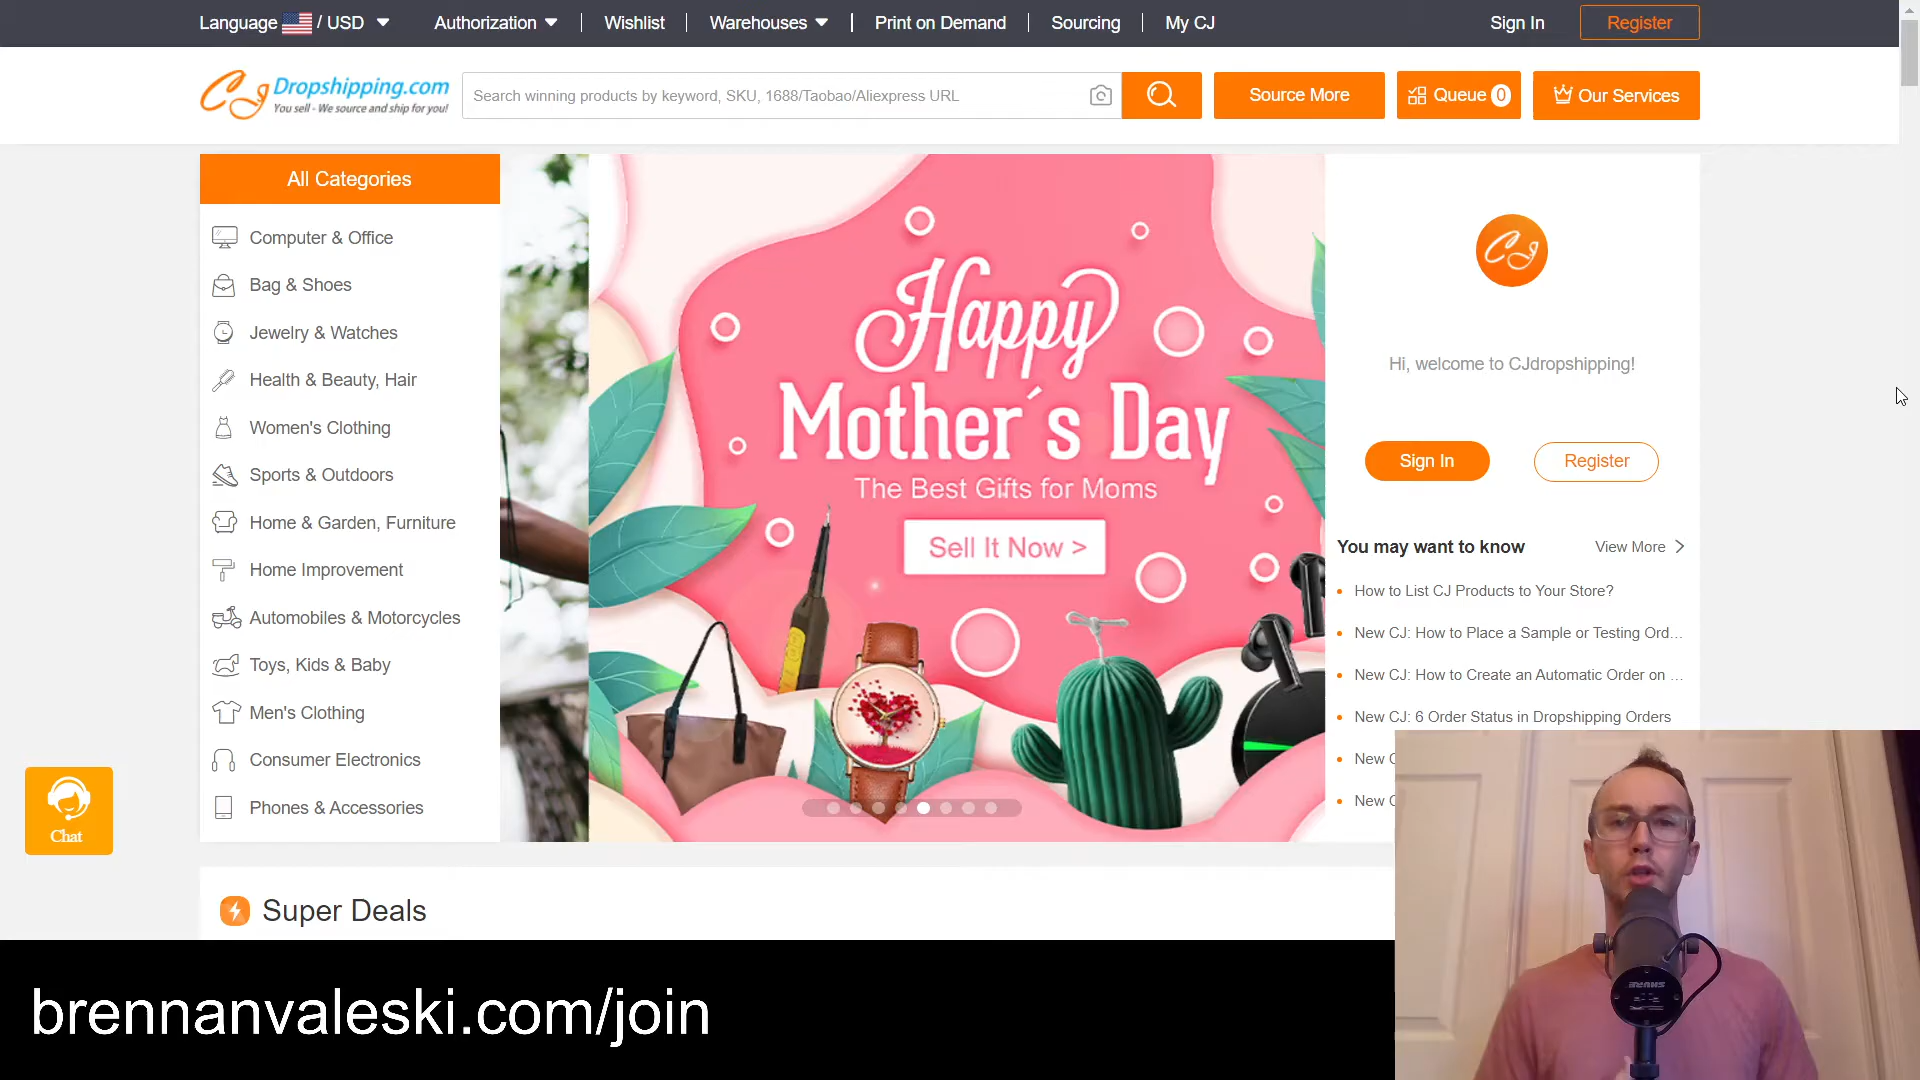 Language / USD
Authorization
Wishlist
Warehouses
Print on Demand
Sourcing
My CJ
Sign In
Register
CJ Dropshipping.com
You sell - We source and ship for you!
Search winning products by keyword, SKU, 1688/Taobao/Aliexpress URL
Source More
Queue 0
Our Services
All Categories
Computer & Office
Bag & Shoes
Jewelry & Watches
Health & Beauty, Hair
Women's Clothing
Sports & Outdoors
Home & Garden, Furniture
Home Improvement
Automobiles & Motorcycles
Toys, Kids & Baby
Men's Clothing
Consumer Electronics
Phones & Accessories
Happy
Mother´s Day
The Best Gifts for Moms
Sell It Now >
CJ
Hi, welcome to CJdropshipping!
Sign In
Register
You may want to know
View More
How to List CJ Products to Your Store?
New CJ: How to Place a Sample or Testing Ord...
New CJ: How to Create an Automatic Order on ...
New CJ: 6 Order Status in Dropshipping Orders
New C
New C
Chat
Super Deals
SHURE
brennanvaleski.com/join